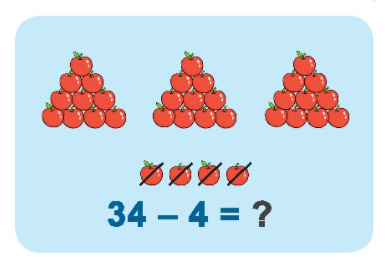 34 – 4 = ?